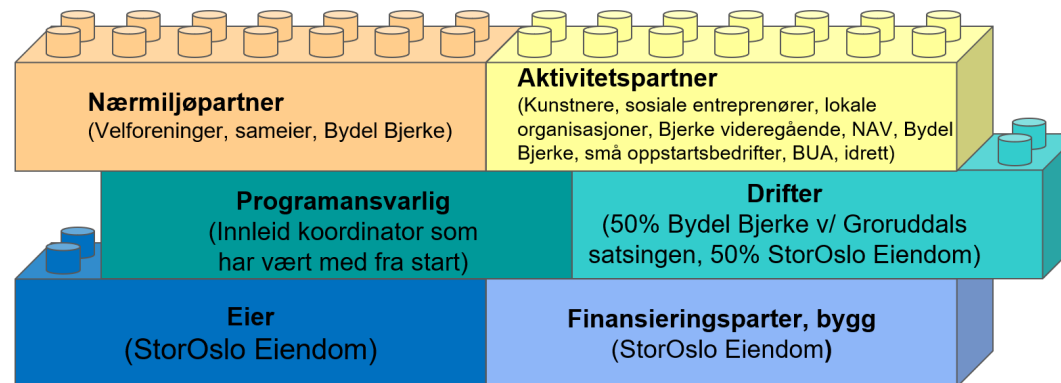 Nærmiljøpartner
(Velforeninger, sameier, Bydel Bjerke)
Aktivitetspartner
(Kunstnere, sosiale entreprenører, lokale
organisasjoner, Bjerke videregående, NAV, Bydel
Bjerke, små oppstartsbedrifter, BUA, idrett)
Programansvarlig
(Innleid koordinator som
har vært med fra start)
Drifter
(50% Bydel Bjerke v/ Groruddals
satsingen, 50% StorOslo Eiendom)
Eier
(StorOslo Eiendom)
Finansieringsparter, bygg
(StorOslo Eiendom)